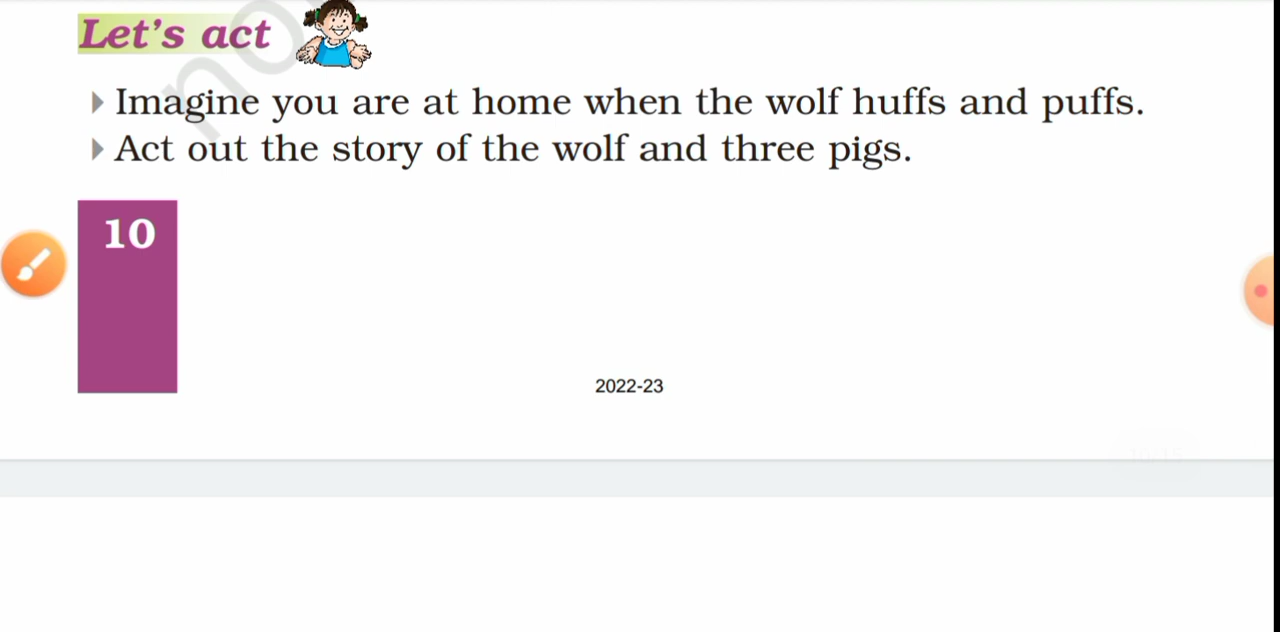 Let's act
Imagine you are at home when the wolf huffs and puffs.
Act out the story of the wolf and three pigs.
10
2022-23